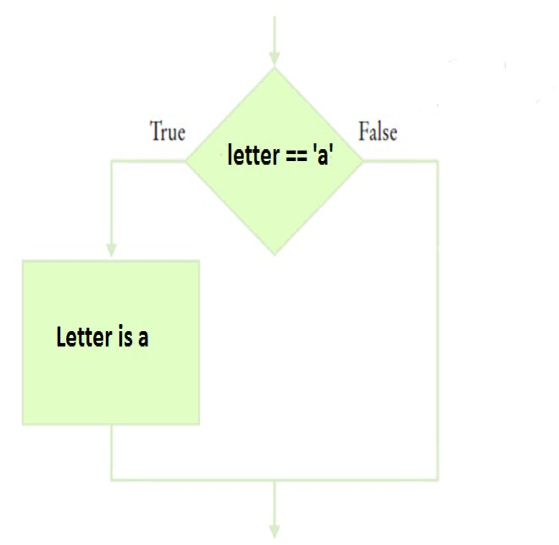 True
False
letter == 'a'
Letter is a